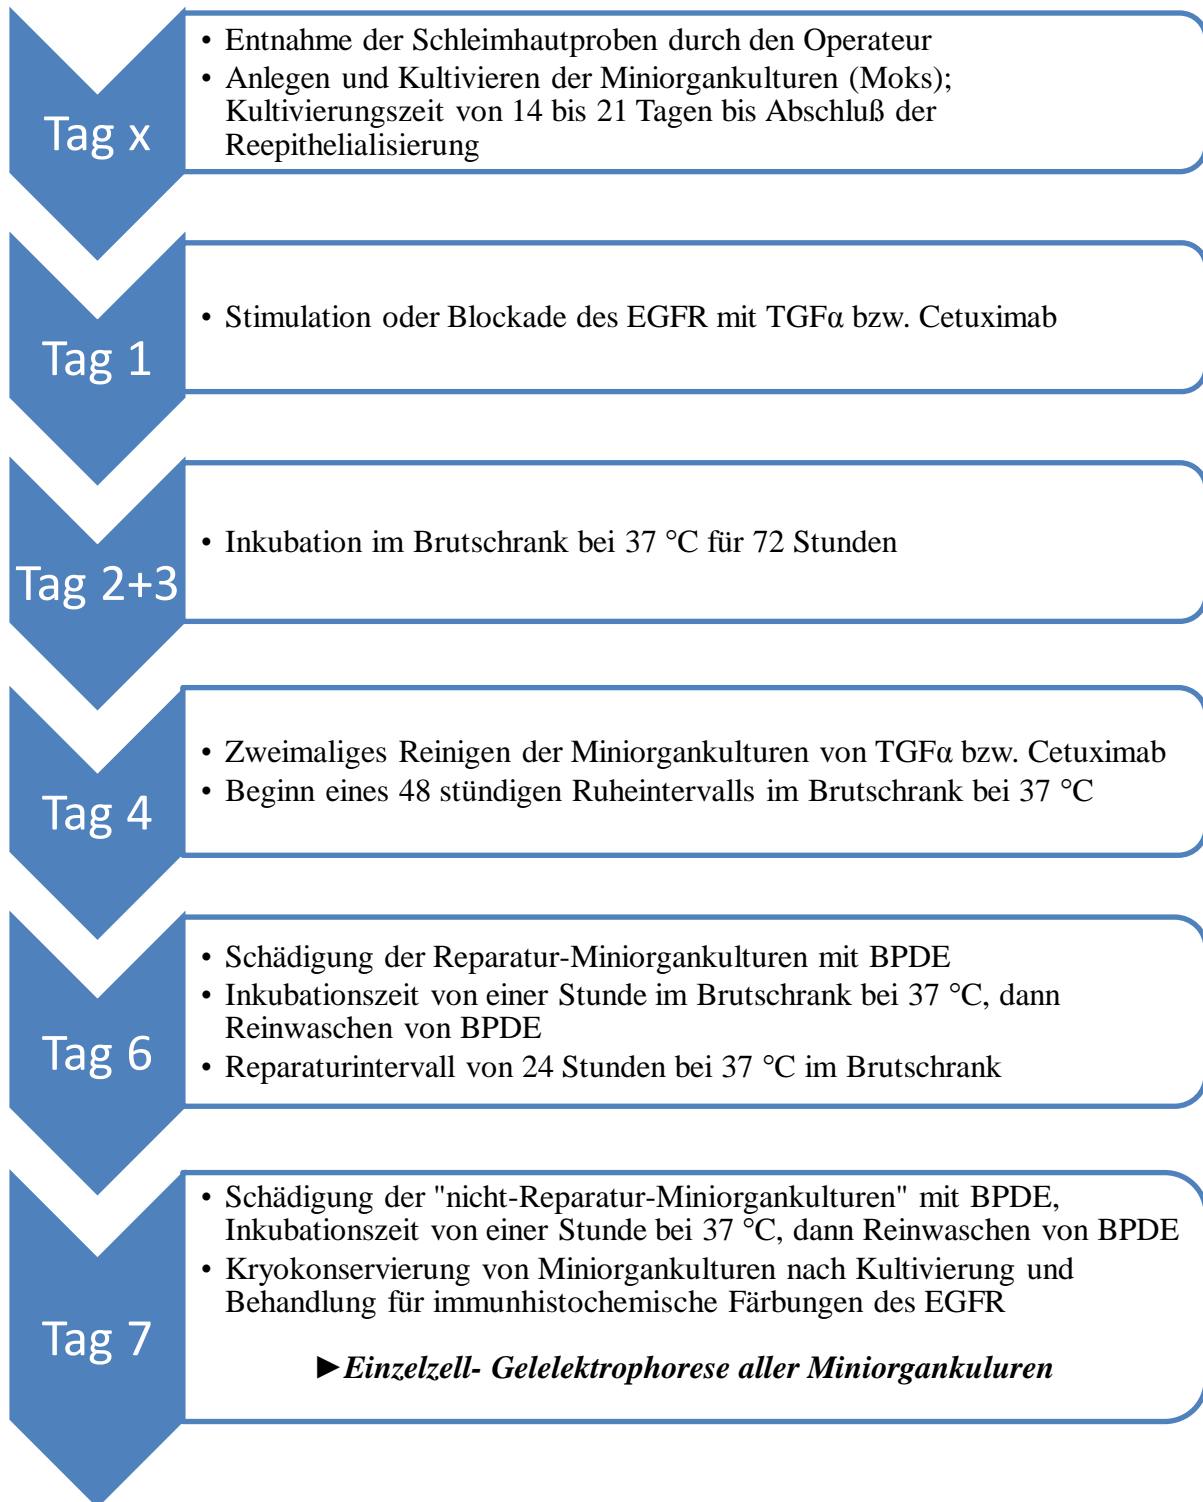 Tag x
• Entnahme der Schleimhautproben durch den Operateur
• Anlegen und Kultivieren der Miniorgankulturen (Moks);
Kultivierungszeit von 14 bis 21 Tagen bis Abschluß der
Reepithelialisierung
Tag 1
• Stimulation oder Blockade des EGFR mit TGFα bzw. Cetuximab
Tag 2+3
• Inkubation im Brutschrank bei 37 °C für 72 Stunden
Tag 4
• Zweimaliges Reinigen der Miniorgankulturen von TGFα bzw. Cetuximab
• Beginn eines 48 stündigen Ruheintervalls im Brutschrank bei 37 °C
Tag 6
• Schädigung der Reparatur-Miniorgankulturen mit BPDE
• Inkubationszeit von einer Stunde im Brutschrank bei 37 °C, dann
Reinwaschen von BPDE
• Reparaturintervall von 24 Stunden bei 37 °C im Brutschrank
Tag 7
• Schädigung der "nicht-Reparatur-Miniorgankulturen" mit BPDE,
Inkubationszeit von einer Stunde bei 37 °C, dann Reinwaschen von BPDE
• Kryokonservierung von Miniorgankulturen nach Kultivierung und
Behandlung für immunhistochemische Färbungen des EGFR
►Einzelzell- Gelelektrophorese aller Miniorgankuluren